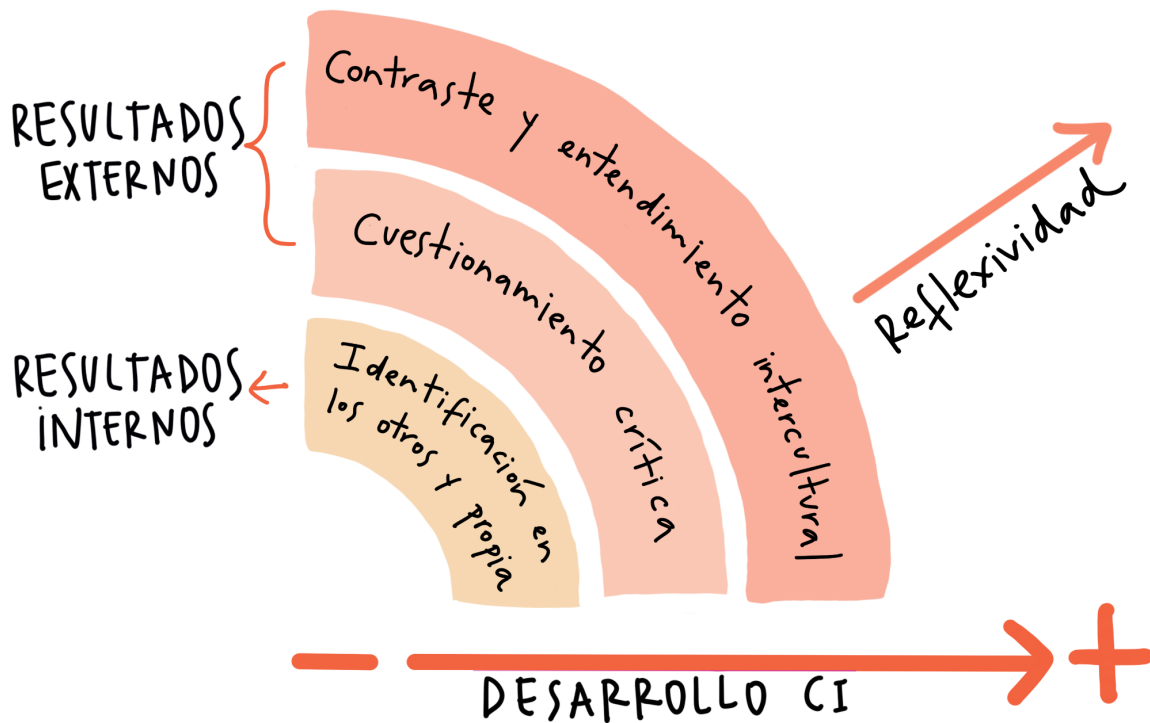 Contraste y entendimiento intercultural
RESULTADOS
EXTERNOS
Cuestionamiento crítica
Reflexividad
RESULTADOS
INTERNOS
Identificación en
los otros y propia
DESARROLLO CI